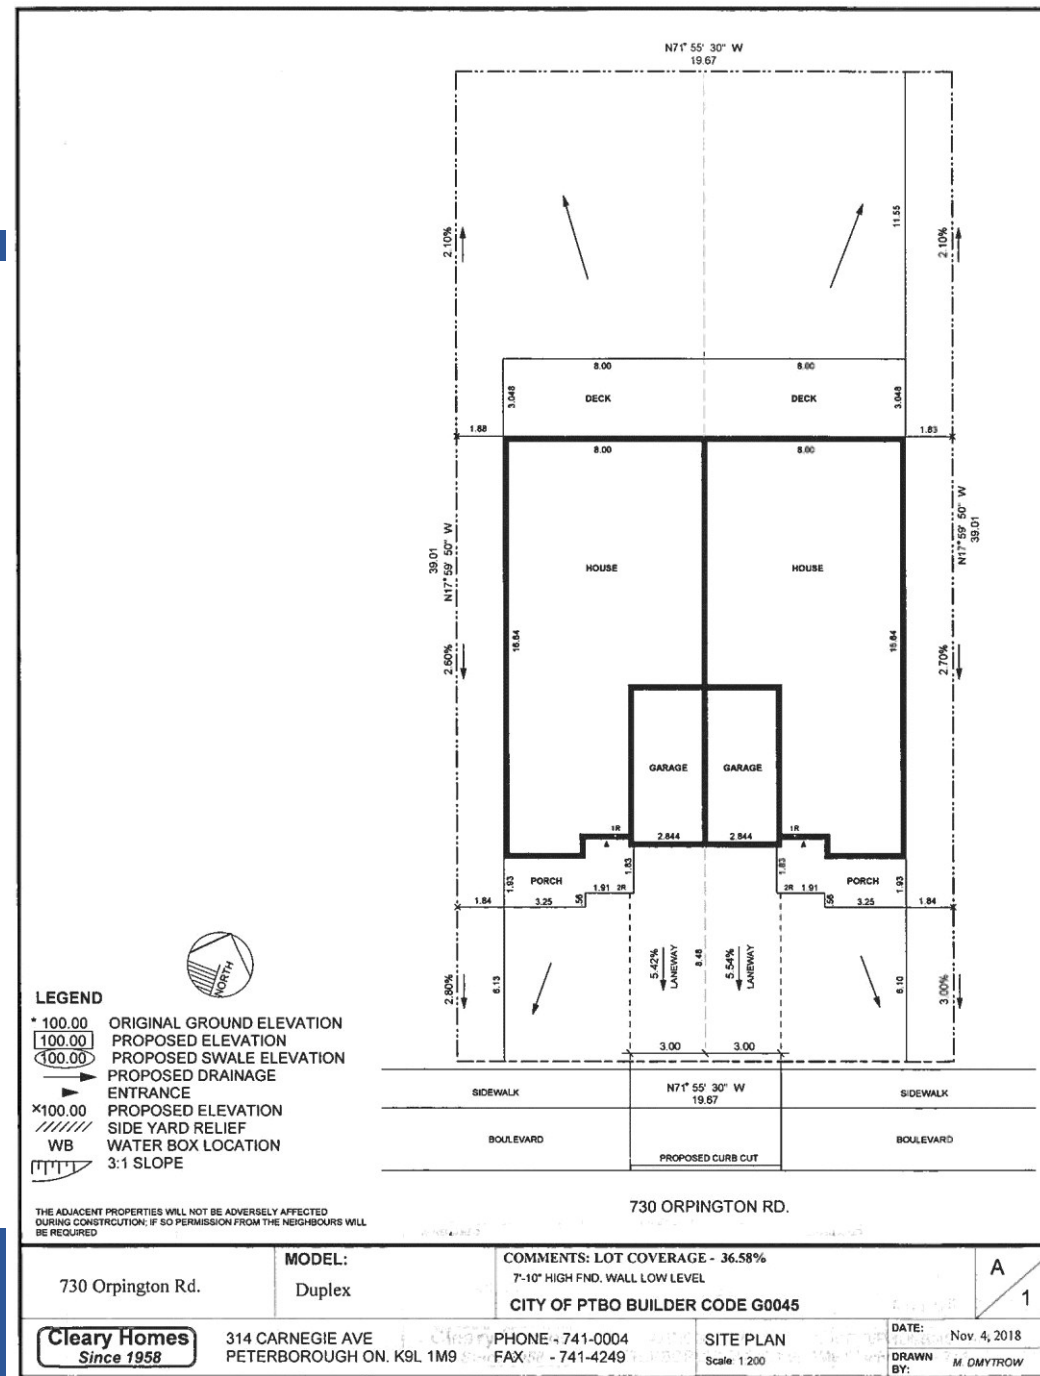 N71° 55' 30" W
19.67
11.55
2.10%
2.10%
8.00
8.00
3.048
DECK
DECK
3.048
1.88
1.83
8.00
8.00
39.01
N17° 59' 50" W
N17° 59' 50" W
39.01
HOUSE
HOUSE
2.60%
2.70%
GARAGE
GARAGE
1R
2.844
2.844
1R
1.93
PORCH
1.83
1.83
PORCH
1.93
1.91
2R
2R
1.91
1.84
3.25
.56
.56
3.25
1.84
2.80%
6.13
5.42%
LANEWAY
8.48
5.54%
LANEWAY
6.10
3.00%
3.00
3.00
SIDEWALK
N71° 55' 30" W
19.67
SIDEWALK
BOULEVARD
BOULEVARD
PROPOSED CURB CUT
730 ORPINGTON RD.
NORTH
LEGEND
* 100.00 ORIGINAL GROUND ELEVATION
100.00 PROPOSED ELEVATION
100.00 PROPOSED SWALE ELEVATION
PROPOSED DRAINAGE
ENTRANCE
×100.00 PROPOSED ELEVATION
SIDE YARD RELIEF
WB WATER BOX LOCATION
3:1 SLOPE
THE ADJACENT PROPERTIES WILL NOT BE ADVERSELY AFFECTED
DURING CONSTRCUTION; IF SO PERMISSION FROM THE NEIGHBOURS WILL
BE REQUIRED
730 Orpington Rd.
MODEL:
Duplex
COMMENTS: LOT COVERAGE - 36.58%
7'-10" HIGH FND. WALL LOW LEVEL
CITY OF PTBO BUILDER CODE G0045
A
1
Cleary Homes
Since 1958
314 CARNEGIE AVE
PETERBOROUGH ON. K9L 1M9
PHONE - 741-0004
FAX - 741-4249
SITE PLAN
Scale 1:200
DATE:
Nov. 4, 2018
DRAWN
BY:
M. DMYTROW